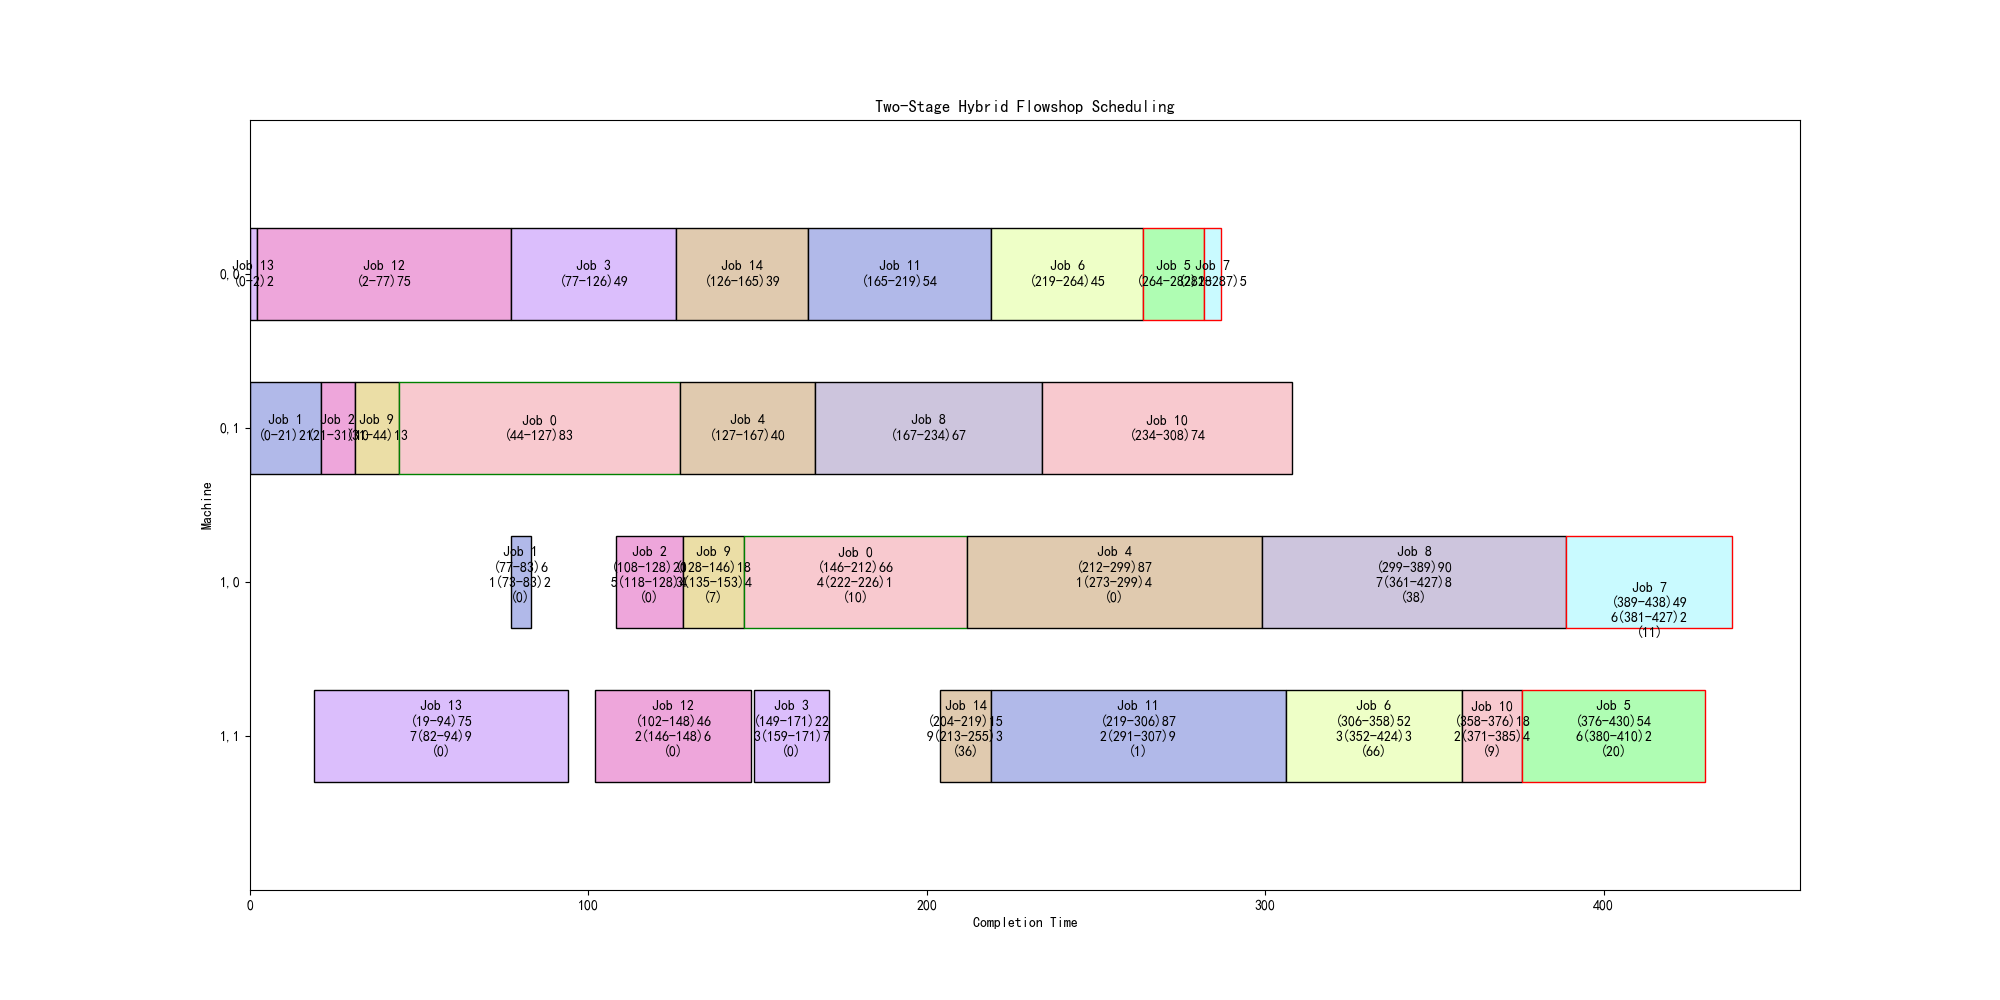 Two-Stage Hybrid Flowshop Scheduling
Job 13
(0-2)2
Job 12
(2-77)75
Job 3
(77-126)49
Job 14
(126-165)39
Job 11
(165-219)54
Job 6
(219-264)45
Job 5
Job 7
0,0
Job 1
(0-21)21
Job 2
Job 9
(31-44)13
Job 0
(44-127)83
Job 4
(127-167)40
Job 8
(167-234)67
Job 10
(234-308)74
0,1
Machine
Job 1
(77-83)6
1(73-83)2
(0)
Job 2
(108-128)20
5(118-128)4
(0)
Job 9
(128-146)18
(135-153)4
(7)
Job 0
(146-212)66
4(222-226)1
(10)
Job 4
(212-299)87
1(273-299)4
(0)
Job 8
(299-389)90
7(361-427)8
(38)
Job 7
(389-438)49
6(381-427)2
(11)
1,0
Job 13
(19-94)75
7(82-94)9
(0)
Job 12
(102-148)46
2(146-148)6
(0)
Job 3
(149-171)22
3(159-171)7
(0)
Job 14
(204-219)15
9(213-255)3
(36)
Job 11
(219-306)87
2(291-307)9
(1)
Job 6
(306-358)52
3(352-424)3
(66)
Job 10
(358-376)18
2(371-385)4
(9)
Job 5
(376-430)54
6(380-410)2
(20)
1,1
0
100
200
300
400
Completion Time